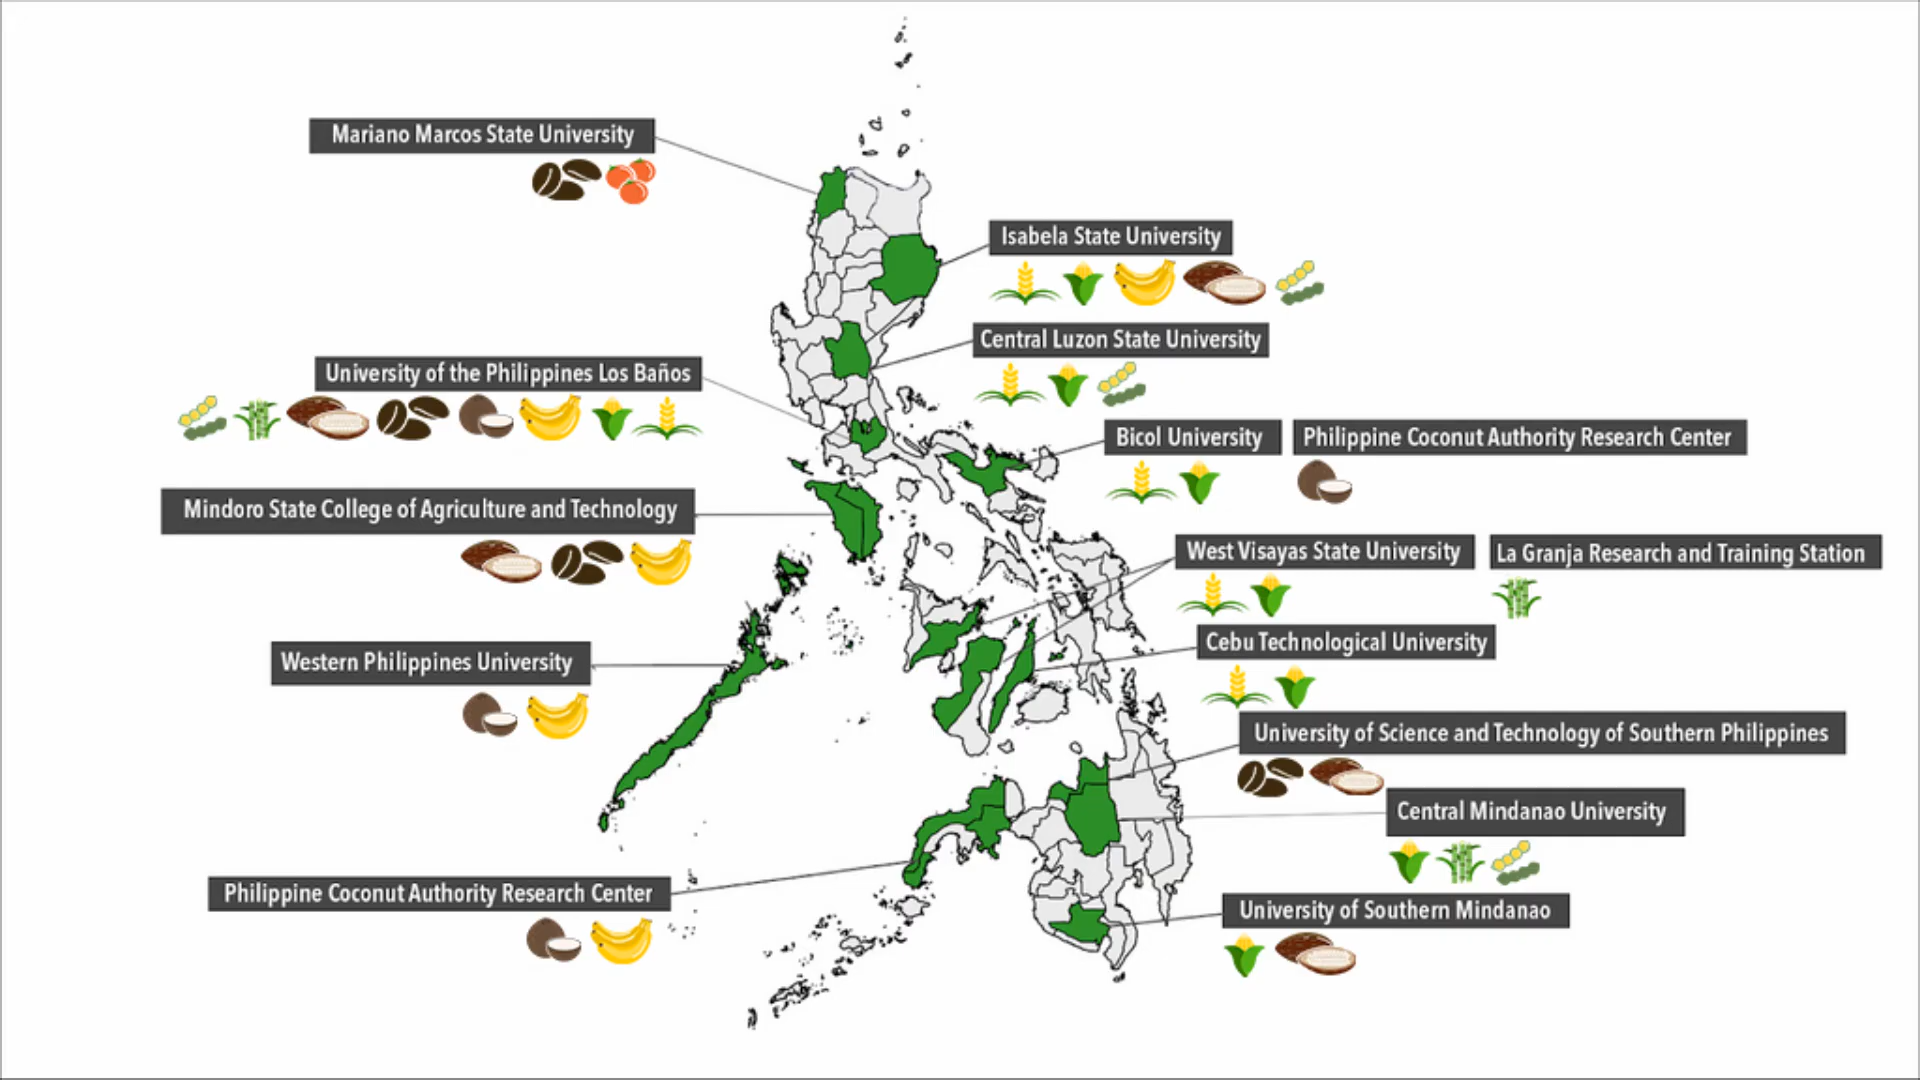 Mariano Marcos State University
Isabela State University
Central Luzon State University
University of the Philippines Los Baños
Bicol University
Philippine Coconut Authority Research Center
Mindoro State College of Agriculture and Technology
West Visayas State University
La Granja Research and Training Station
Cebu Technological University
Western Philippines University
University of Science and Technology of Southern Philippines
Central Mindanao University
Philippine Coconut Authority Research Center
University of Southern Mindanao